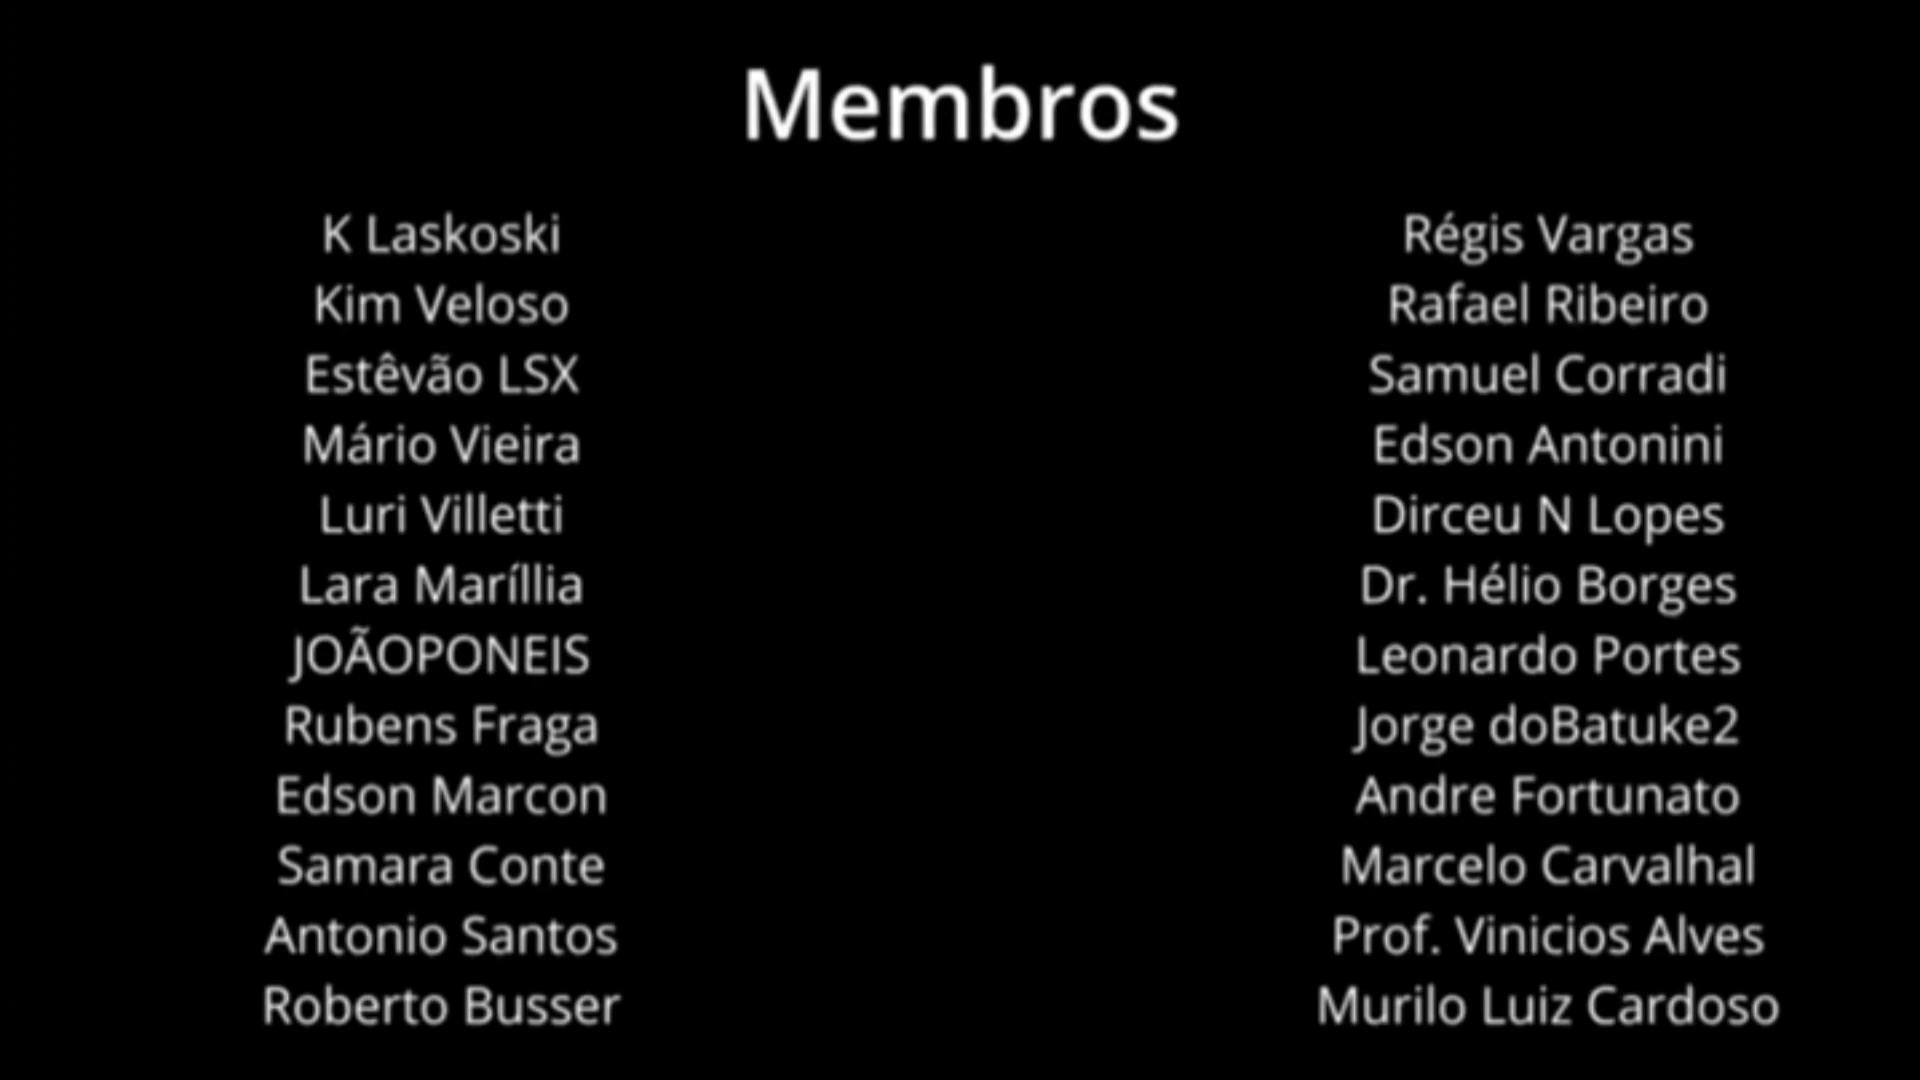 Membros
K Laskoski
Kim Veloso
Estêvão LSX
Mário Vieira
Luri Villetti
Lara Maríllia
JOÃOPONEIS
Rubens Fraga
Edson Marcon
Samara Conte
Antonio Santos
Roberto Busser
Régis Vargas
Rafael Ribeiro
Samuel Corradi
Edson Antonini
Dirceu N Lopes
Dr. Hélio Borges
Leonardo Portes
Jorge doBatuke2
Andre Fortunato
Marcelo Carvalhal
Prof. Vinicios Alves
Murilo Luiz Cardoso